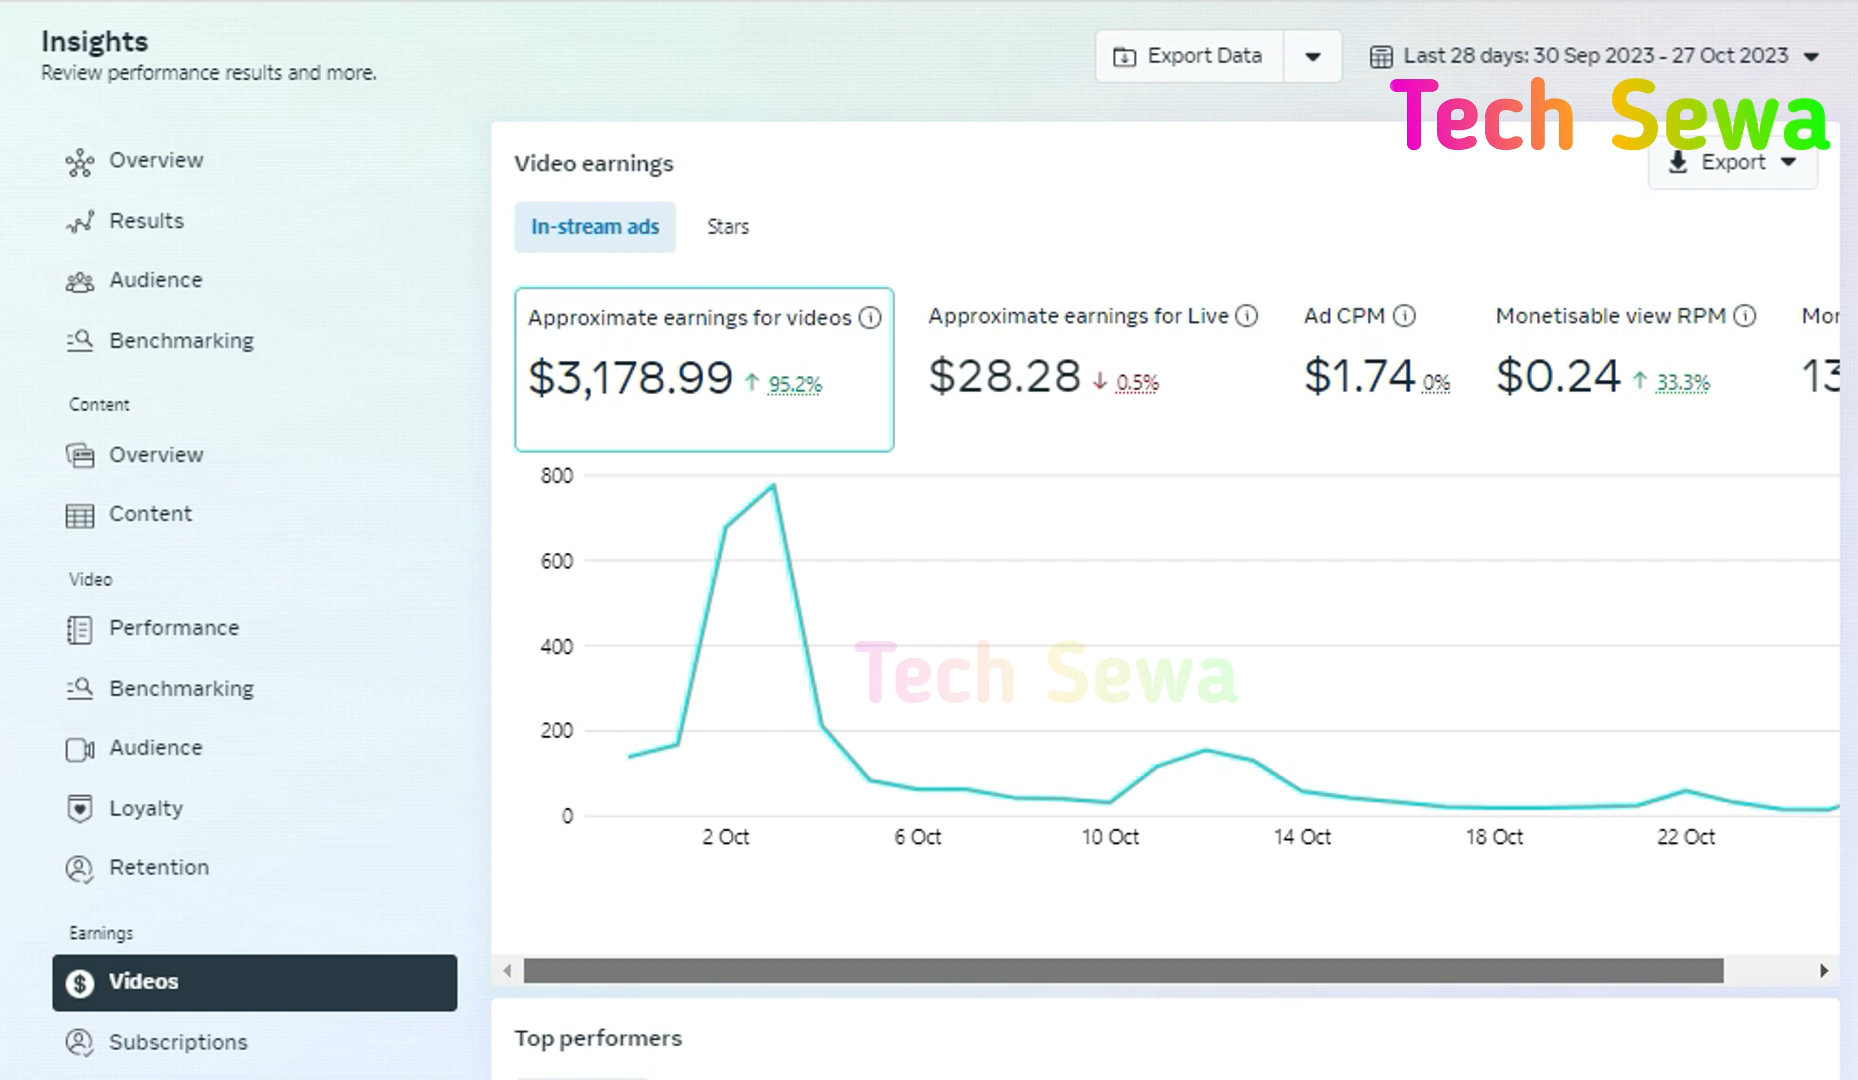 Insights
Review performance results and more.
Export Data
Last 28 days: 30 Sep 2023 - 27 Oct 2023
Tech Sewa
Overview
Results
Audience
Benchmarking
Content
Overview
Content
Video
Performance
Benchmarking
Audience
Loyalty
Retention
Earnings
Videos
Subscriptions
Video earnings
Export
In-stream ads
Stars
Approximate earnings for videos
$3,178.99 ↑ 95.2%
Approximate earnings for Live
$28.28 ↓ 0.5%
Ad CPM
$1.74 0%
Monetisable view RPM
$0.24 ↑ 33.3%
800
600
400
200
0
Tech Sewa
2 Oct
6 Oct
10 Oct
14 Oct
18 Oct
22 Oct
Top performers